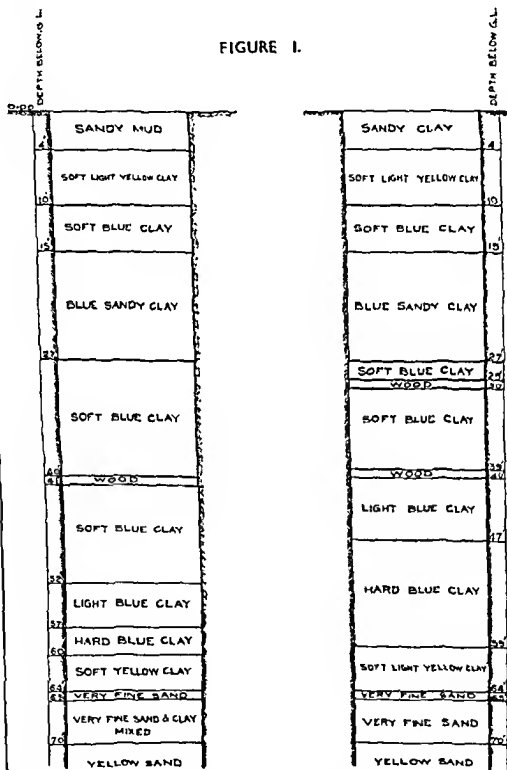 FIGURE 1.
DEPTH BELOW G.L.
SANDY MUD
4'
SOFT LIGHT YELLOW CLAY
10'
SOFT BLUE CLAY
15'
BLUE SANDY CLAY
27'
SOFT BLUE CLAY
40'
WOOD
41'
SOFT BLUE CLAY
52'
LIGHT BLUE CLAY
57'
HARD BLUE CLAY
60'
SOFT YELLOW CLAY
64'
VERY FINE SAND
65'
VERY FINE SAND & CLAY
MIXED
70'
YELLOW SAND
DEPTH BELOW G.L.
SANDY CLAY
4'
SOFT LIGHT YELLOW CLAY
10'
SOFT BLUE CLAY
15'
BLUE SANDY CLAY
27'
SOFT BLUE CLAY
29'
WOOD
30'
SOFT BLUE CLAY
39'
WOOD
40'
LIGHT BLUE CLAY
47'
HARD BLUE CLAY
SOFT LIGHT YELLOW CLAY
64'
VERY FINE SAND
65'
VERY FINE SAND
70'
YELLOW SAND